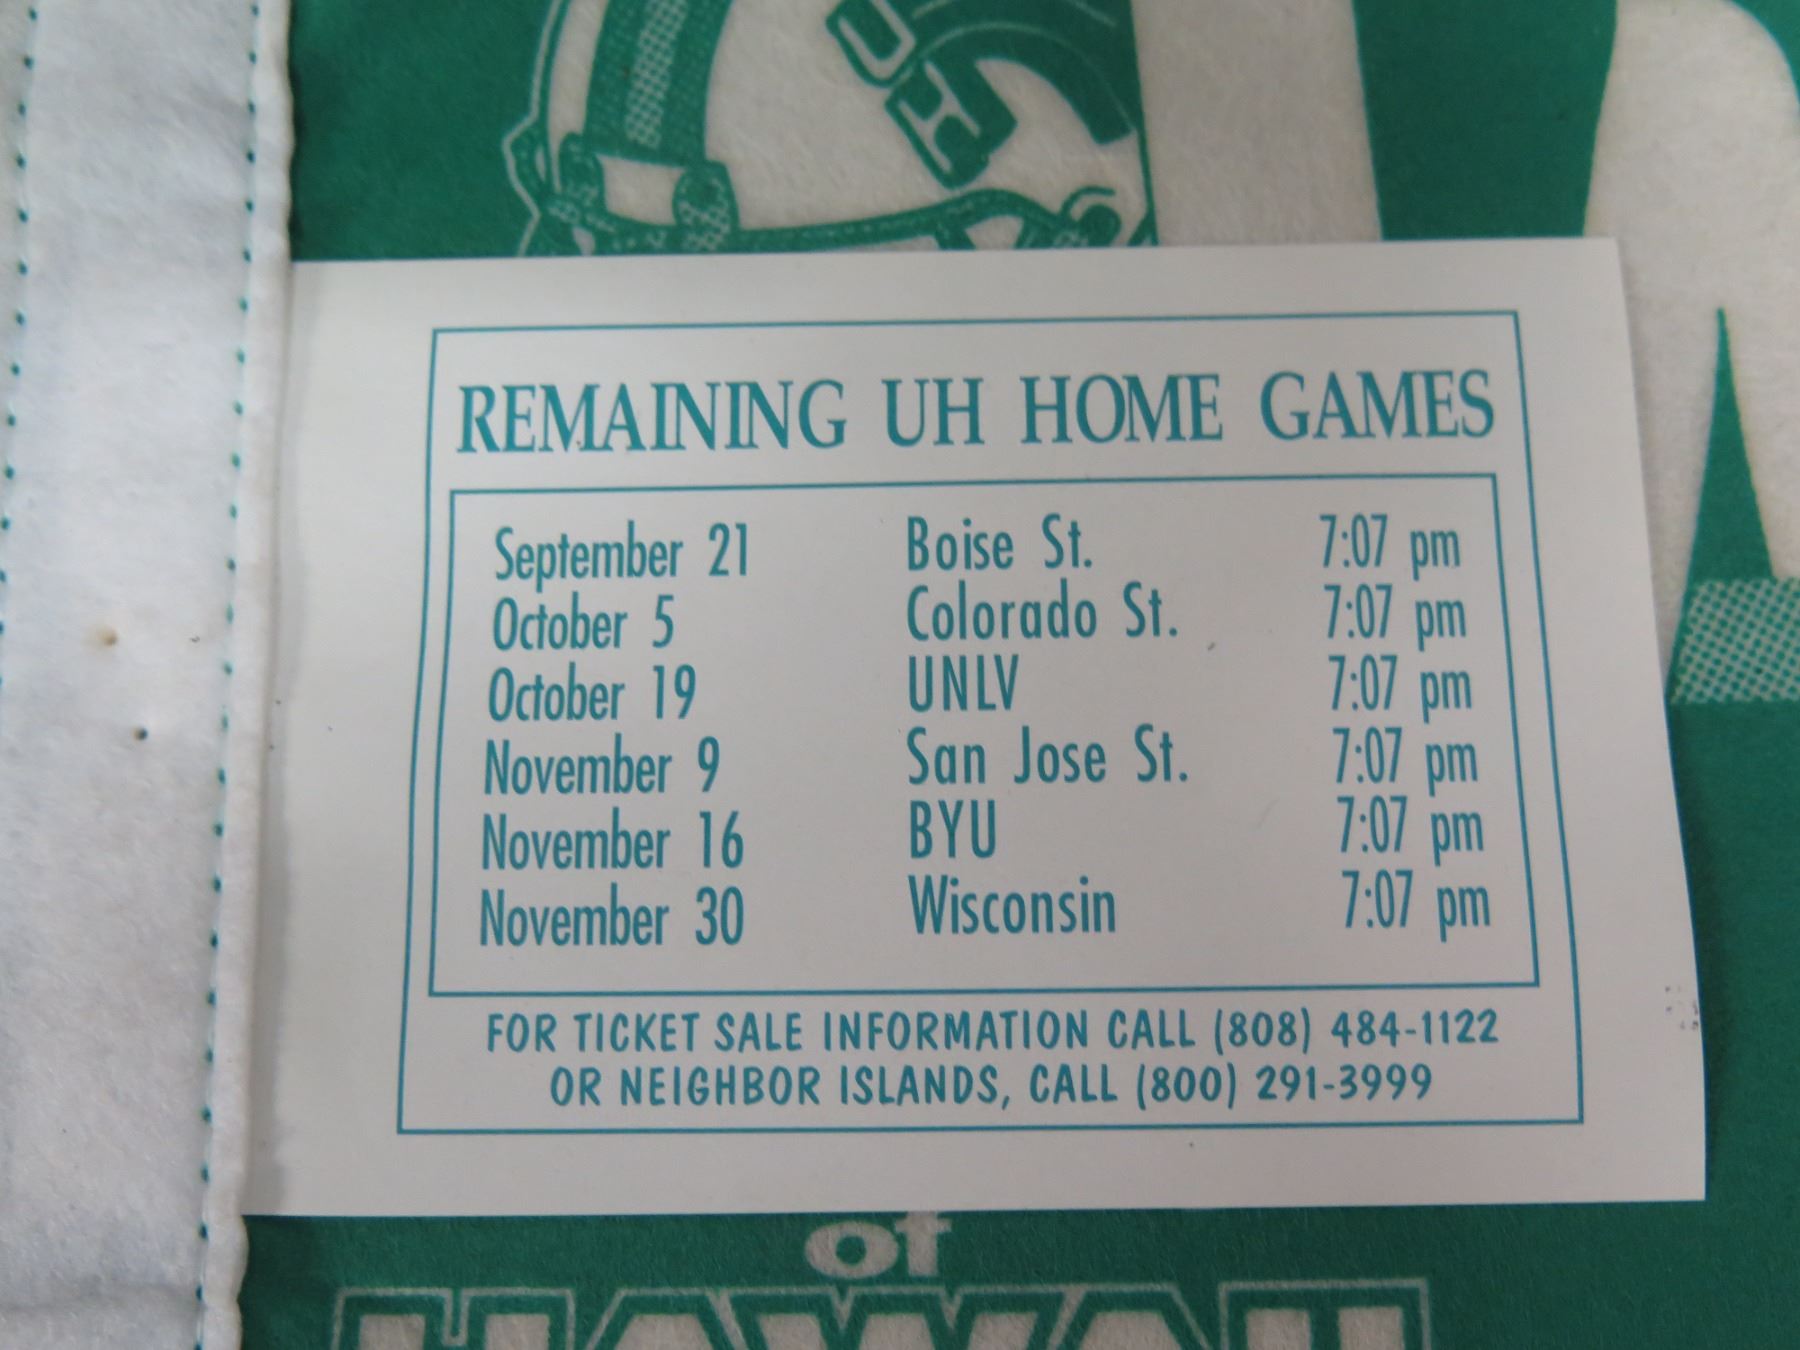 UH
REMAINING UH HOME GAMES
September 21 Boise St. 7:07 pm
October 5 Colorado St. 7:07 pm
October 19 UNLV 7:07 pm
November 9 San Jose St. 7:07 pm
November 16 BYU 7:07 pm
November 30 Wisconsin 7:07 pm
FOR TICKET SALE INFORMATION CALL (808) 484-1122
OR NEIGHBOR ISLANDS, CALL (800) 291-3999
of
HAWAII